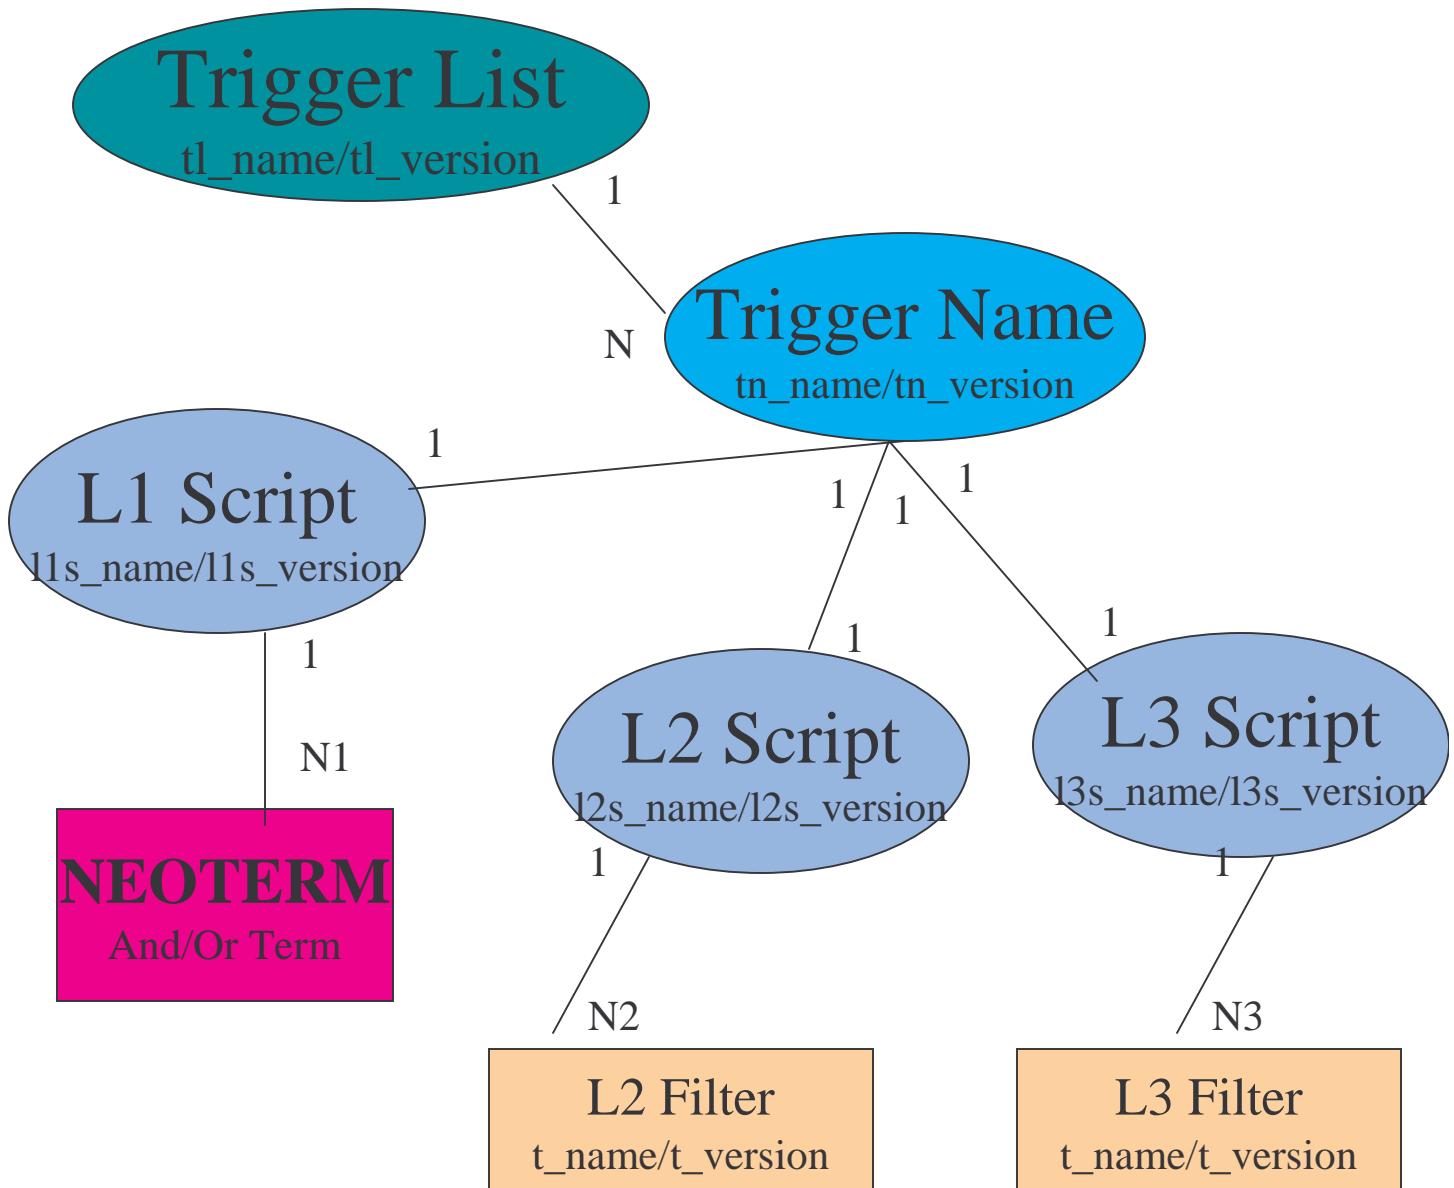 Trigger List
tl_name/tl_version
1
N
Trigger Name
tn_name/tn_version
1
1
1
1
L1 Script
l1s_name/l1s_version
1
N1
NEOTERM
And/Or Term
1
L2 Script
l2s_name/l2s_version
1
N2
L2 Filter
t_name/t_version
1
L3 Script
l3s_name/l3s_version
1
N3
L3 Filter
t_name/t_version